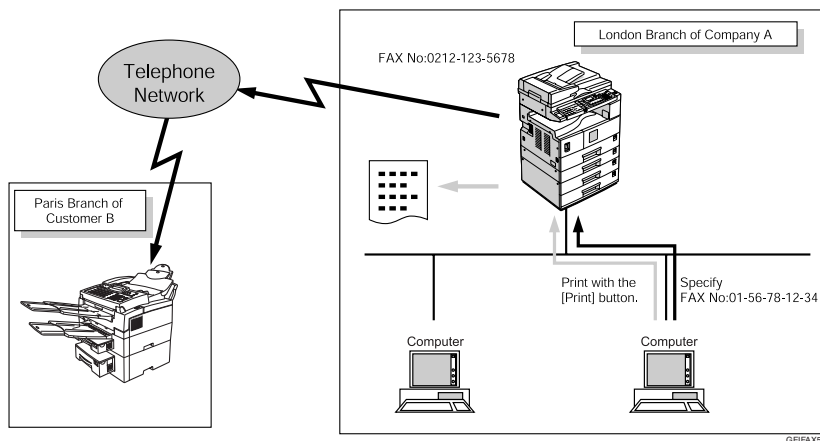 London Branch of Company A
FAX No:0212-123-5678
Telephone
Network
Paris Branch of
Customer B
Print with the
[Print] button.
Specify
FAX No:01-56-78-12-34
Computer
Computer